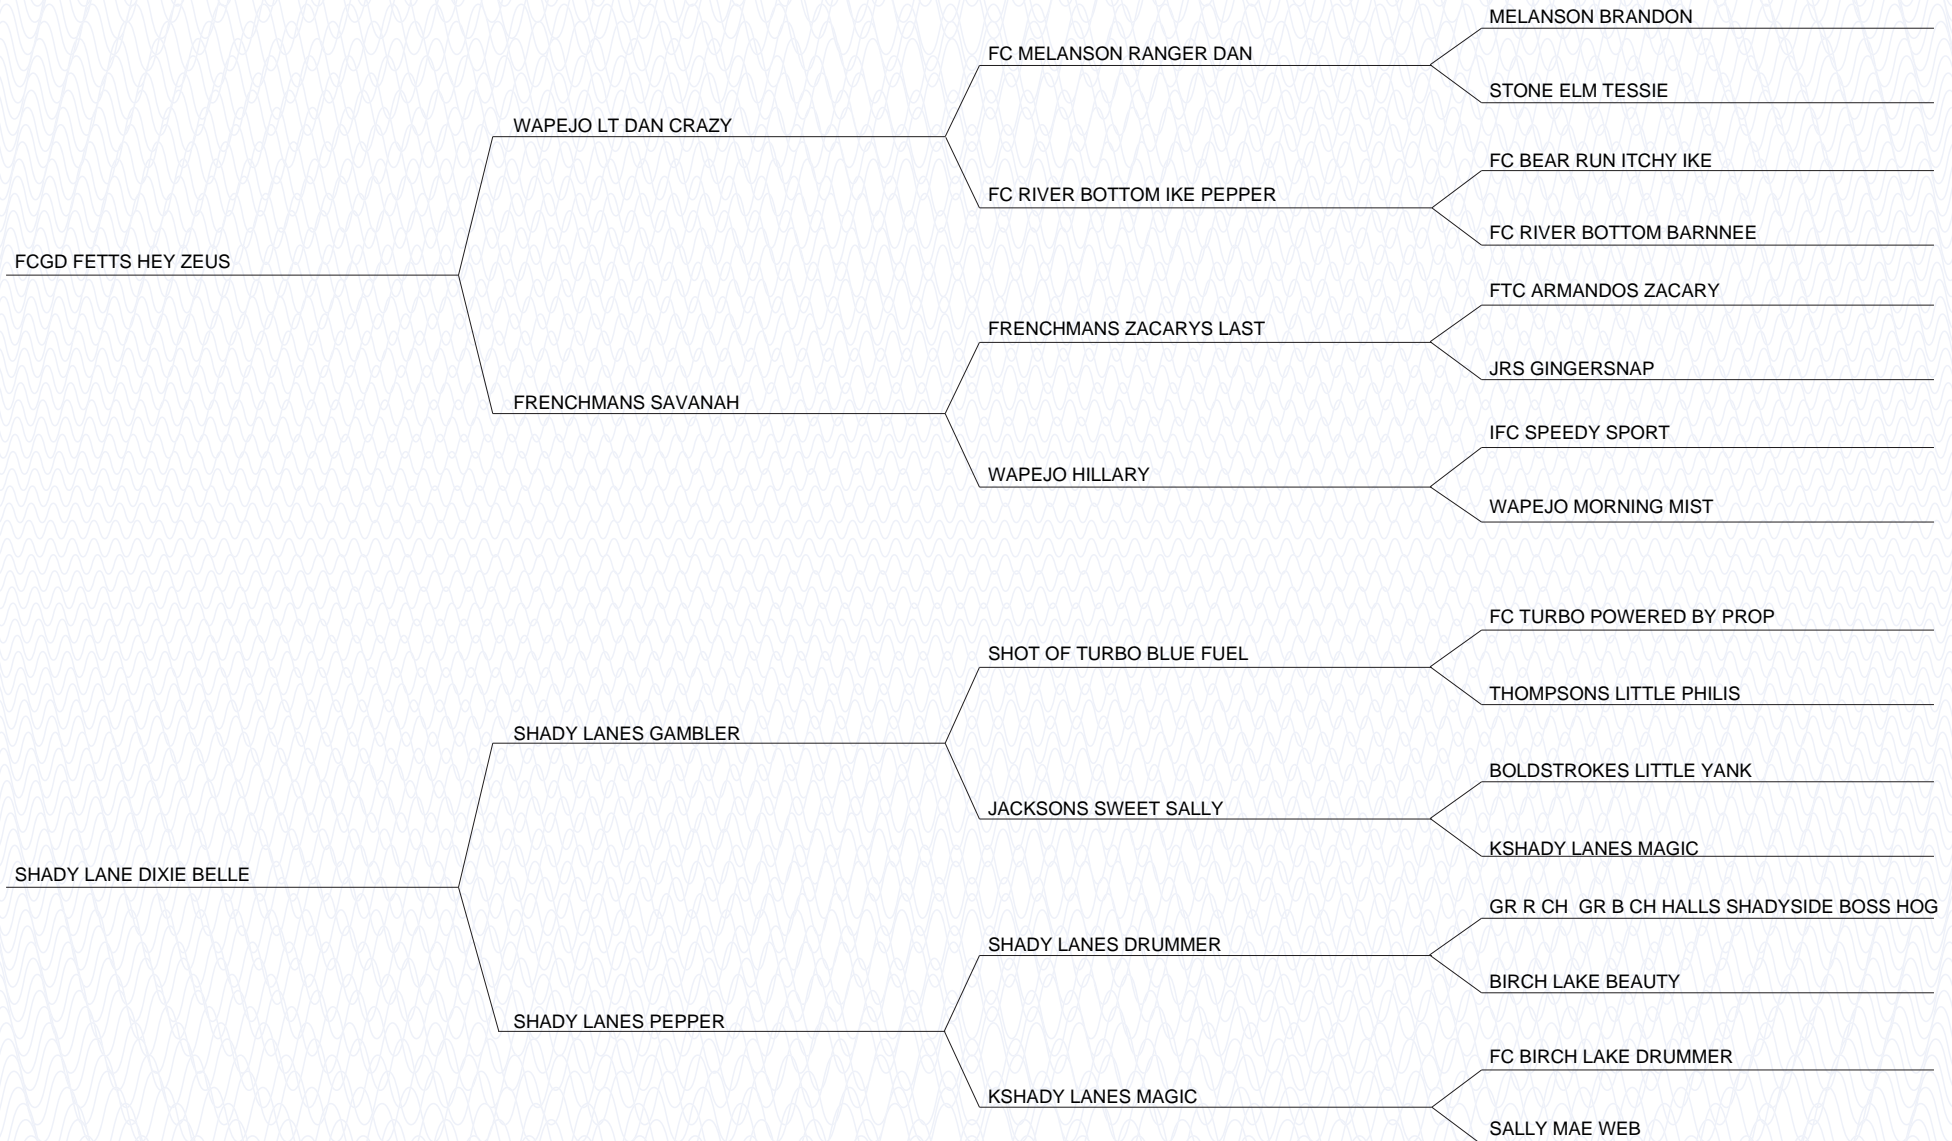 MELANSON BRANDON
FC MELANSON RANGER DAN
STONE ELM TESSIE
WAPEJO LT DAN CRAZY
FC BEAR RUN ITCHY IKE
FC RIVER BOTTOM IKE PEPPER
FC RIVER BOTTOM BARNNEE
FCGD FETTS HEY ZEUS
FTC ARMANDOS ZACARY
FRENCHMANS ZACARYS LAST
JRS GINGERSNAP
FRENCHMANS SAVANAH
IFC SPEEDY SPORT
WAPEJO HILLARY
WAPEJO MORNING MIST
FC TURBO POWERED BY PROP
SHOT OF TURBO BLUE FUEL
THOMPSONS LITTLE PHILIS
SHADY LANES GAMBLER
BOLDSTROKES LITTLE YANK
JACKSONS SWEET SALLY
KSHADY LANES MAGIC
SHADY LANE DIXIE BELLE
GR R CH  GR B CH HALLS SHADYSIDE BOSS HOG
SHADY LANES DRUMMER
BIRCH LAKE BEAUTY
SHADY LANES PEPPER
FC BIRCH LAKE DRUMMER
KSHADY LANES MAGIC
SALLY MAE WEB